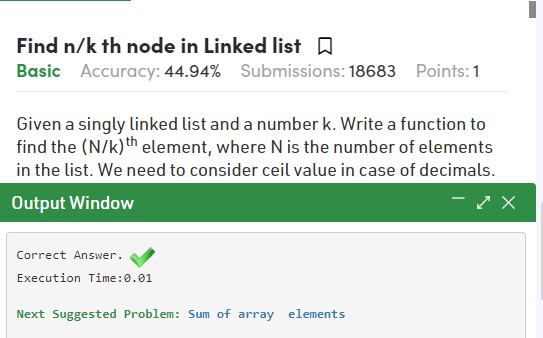 Find n/k th node in Linked list
Basic Accuracy: 44.94% Submissions: 18683 Points: 1
Given a singly linked list and a number k. Write a function to
find the (N/k)th element, where N is the number of elements
in the list. We need to consider ceil value in case of decimals.
Output Window
Correct Answer.
Execution Time:0.01
Next Suggested Problem: Sum of array elements